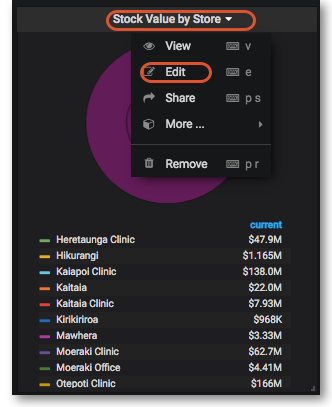 Stock Value by Store
View v
Edit e
Share p s
More ...
Remove p r
current
Heretaunga Clinic $47.9M
Hikurangi $1.165M
Kaiapoi Clinic $138.0M
Kaitaia $22.0M
Kaitaia Clinic $7.93M
Kirikiriroa $968K
Mawhera $3.33M
Moeraki Clinic $62.7M
Moeraki Office $4.41M
Otepoti Clinic $166M